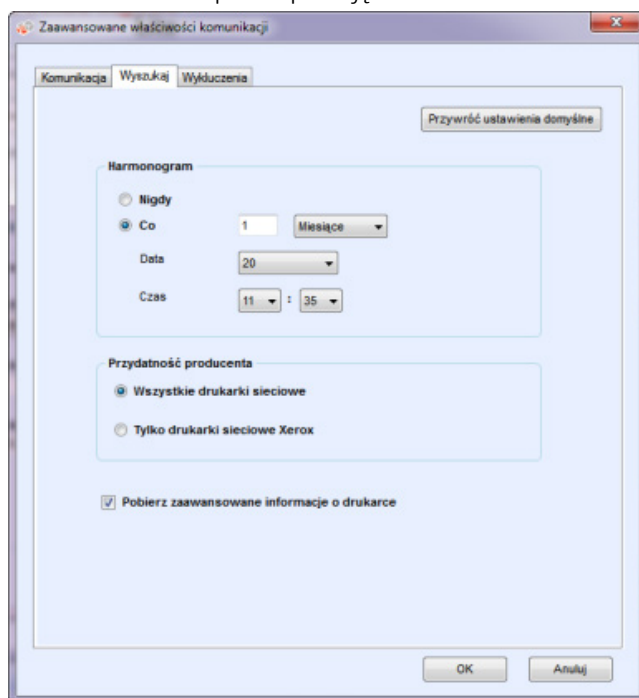 Zaawansowane właściwości komunikacji
Komunikacja Wyszukaj Wykluczenia
Przywróć ustawienia domyślne
Harmonogram
Nigdy
Co 1 Miesiące
Data 20
Czas 11 : 35
Przydatność producenta
Wszystkie drukarki sieciowe
Tylko drukarki sieciowe Xerox
Pobierz zaawansowane informacje o drukarce
OK Anuluj